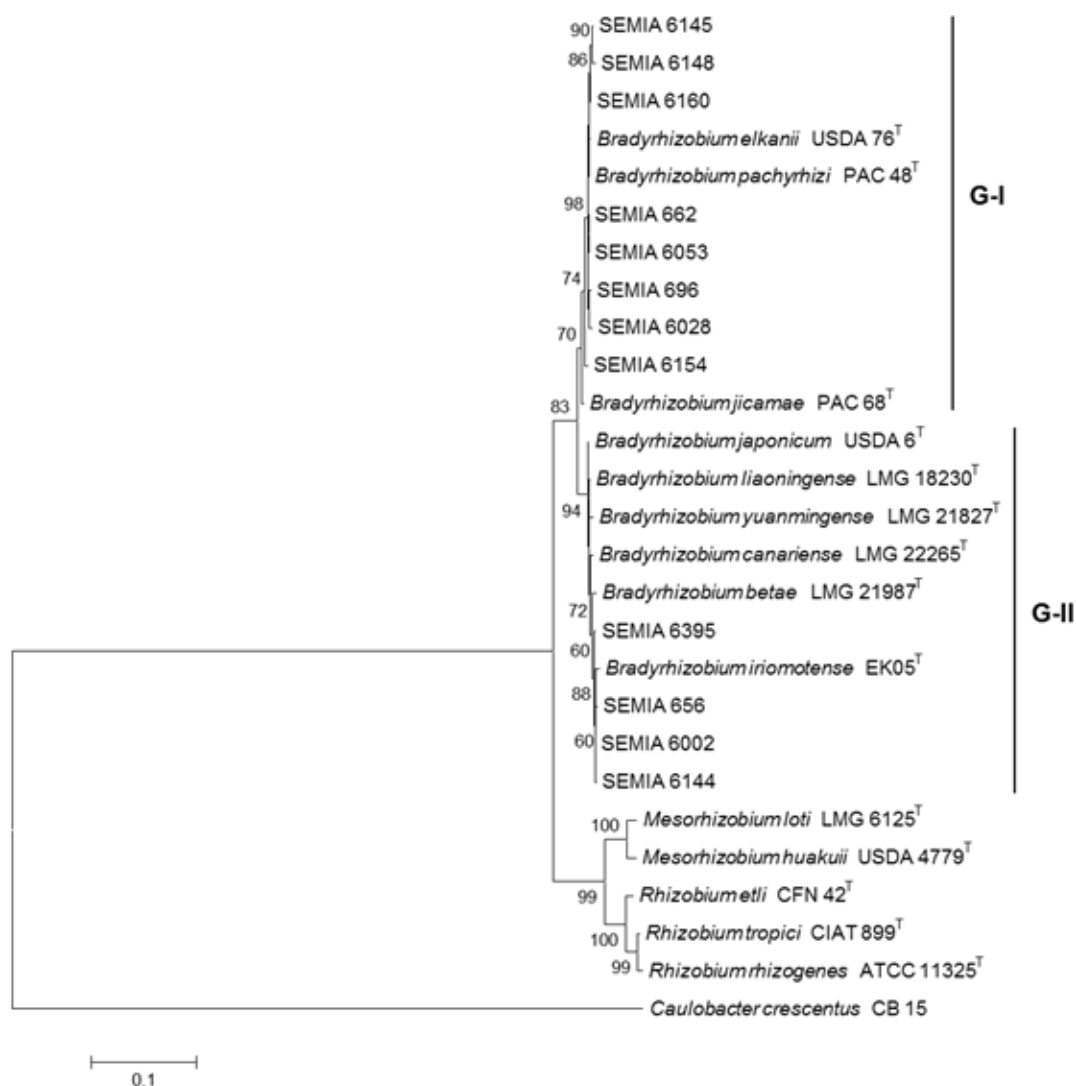 90
SEMIA 6145
86
SEMIA 6148
SEMIA 6160
Bradyrhizobium elkanii USDA 76T
Bradyrhizobium pachyrhizi PAC 48T
G-I
98
SEMIA 662
SEMIA 6053
74
SEMIA 696
70
SEMIA 6028
SEMIA 6154
83
Bradyrhizobium jicamae PAC 68T
Bradyrhizobium japonicum USDA 6T
Bradyrhizobium liaoningense LMG 18230T
94
Bradyrhizobium yuanmingense LMG 21827T
Bradyrhizobium canariense LMG 22265T
Bradyrhizobium betae LMG 21987T
G-II
72
SEMIA 6395
60
Bradyrhizobium iriomotense EK05T
88
SEMIA 656
60
SEMIA 6002
SEMIA 6144
100
Mesorhizobium loti LMG 6125T
Mesorhizobium huakuii USDA 4779T
99
Rhizobium etli CFN 42T
100
Rhizobium tropici CIAT 899T
99
Rhizobium rhizogenes ATCC 11325T
Caulobacter crescentus CB 15
0.1